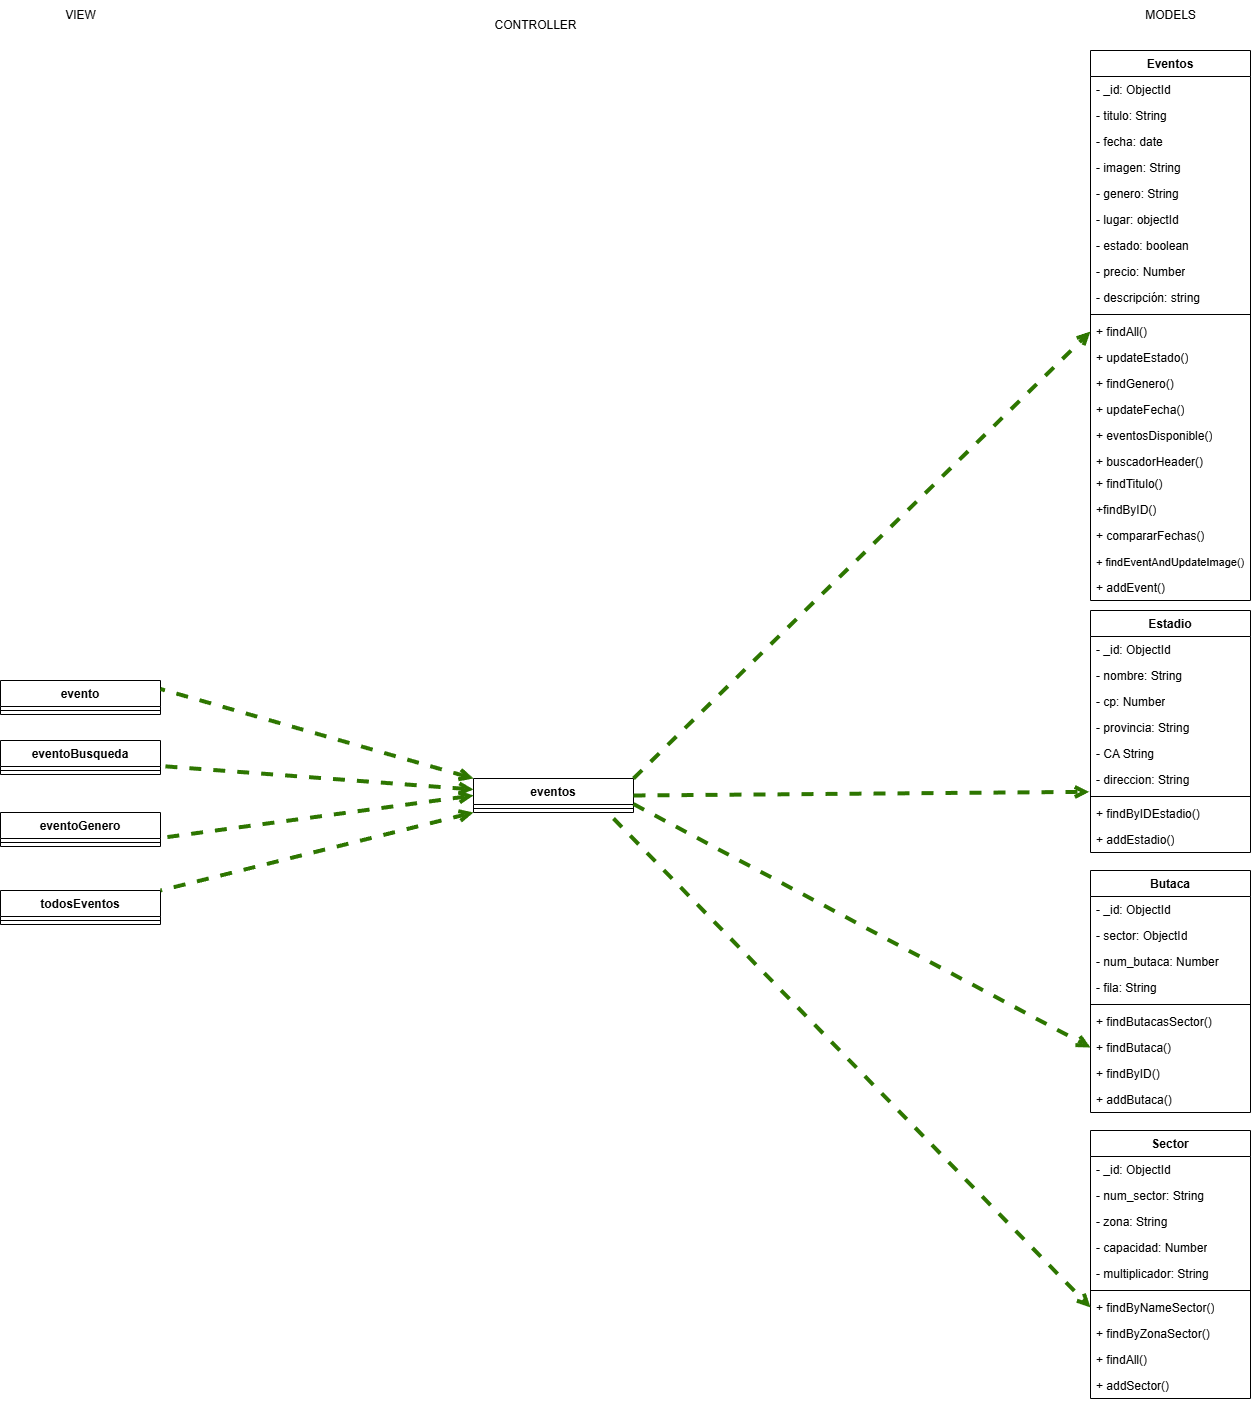 VIEW
CONTROLLER
MODELS
Eventos
- _id: ObjectId
- titulo: String
- fecha: date
- imagen: String
- genero: String
- lugar: objectId
- estado: boolean
- precio: Number
- descripción: string
+ findAll()
+ updateEstado()
+ findGenero()
+ updateFecha()
+ eventosDisponible()
+ buscadorHeader()
+ findTitulo()
+findByID()
+ compararFechas()
+ findEventAndUpdateImage()
+ addEvent()
Estadio
- _id: ObjectId
- nombre: String
- cp: Number
- provincia: String
- CA String
- direccion: String
+ findByIDEstadio()
+ addEstadio()
evento
eventoBusqueda
eventoGenero
todosEventos
eventos
Butaca
- _id: ObjectId
- sector: ObjectId
- num_butaca: Number
- fila: String
+ findButacasSector()
+ findButaca()
+ findByID()
+ addButaca()
Sector
- _id: ObjectId
- num_sector: String
- zona: String
- capacidad: Number
- multiplicador: String
+ findByNameSector()
+ findByZonaSector()
+ findAll()
+ addSector()